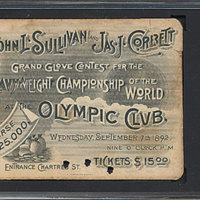 JOHN L. SULLIVAN AND JAS. J. CORBETT
GRAND GLOVE CONTEST FOR THE
HEAVYWEIGHT CHAMPIONSHIP OF THE WORLD
AT THE
OLYMPIC CLUB.
PURSE
$25,000
WEDNESDAY, SEPTEMBER 7TH 1892,
NINE O'CLOCK P.M.
ENTRANCE CHARTRES ST.
TICKETS $15.00